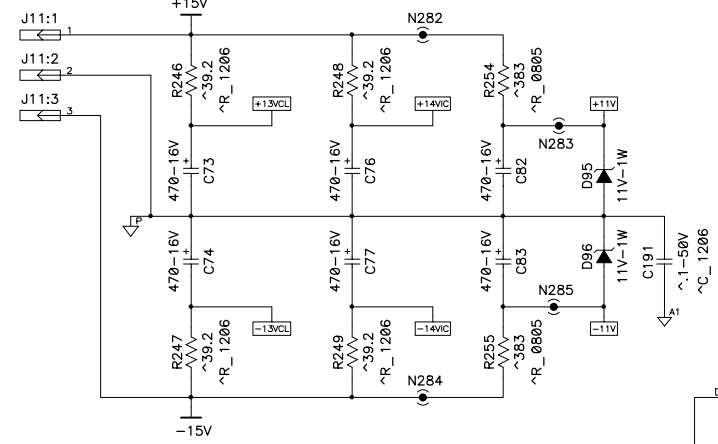 +15V
J11:1
1
N282
J11:2
2
R246
^39.2
^R_1206
R248
^39.2
^R_1206
R254
^383
^R_0805
J11:3
3
+13VCL
+14VIC
+11V
N283
470-16V
+
C73
470-16V
+
C76
470-16V
+
C82
D95
11V-1W
P
470-16V
+
C74
470-16V
+
C77
470-16V
+
C83
D96
11V-1W
C191
^.1-50V
^C_1206
N285
A1
-13VCL
-14VIC
-11V
R247
^39.2
^R_1206
R249
^39.2
^R_1206
R255
^383
^R_0805
N284
-15V